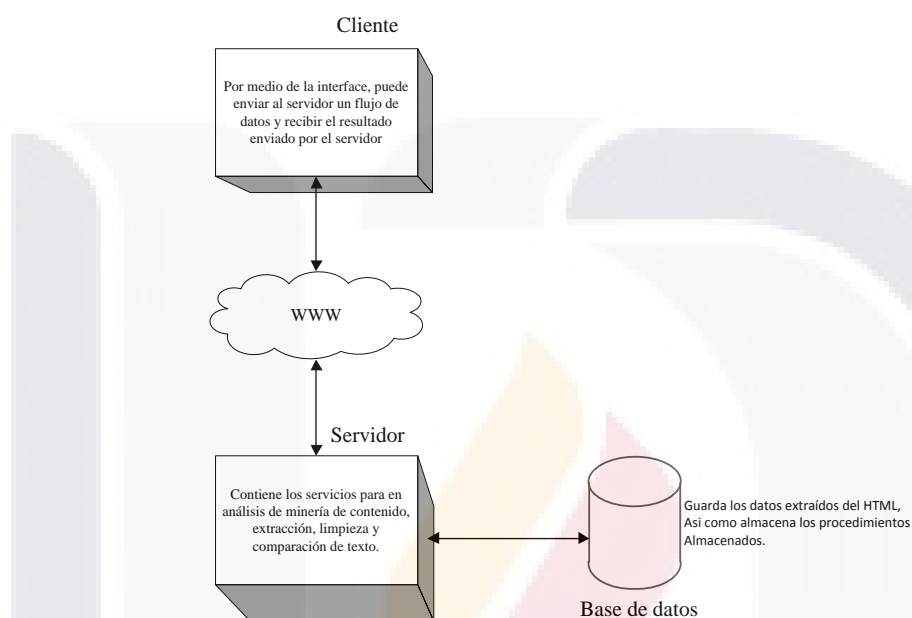 Cliente
Por medio de la interface, puede
enviar al servidor un flujo de
datos y recibir el resultado
enviado por el servidor
WWW
Servidor
Contiene los servicios para en
análisis de minería de contenido,
extracción, limpieza y
comparación de texto.
Guarda los datos extraídos del HTML,
Asi como almacena los procedimientos
Almacenados.
Base de datos